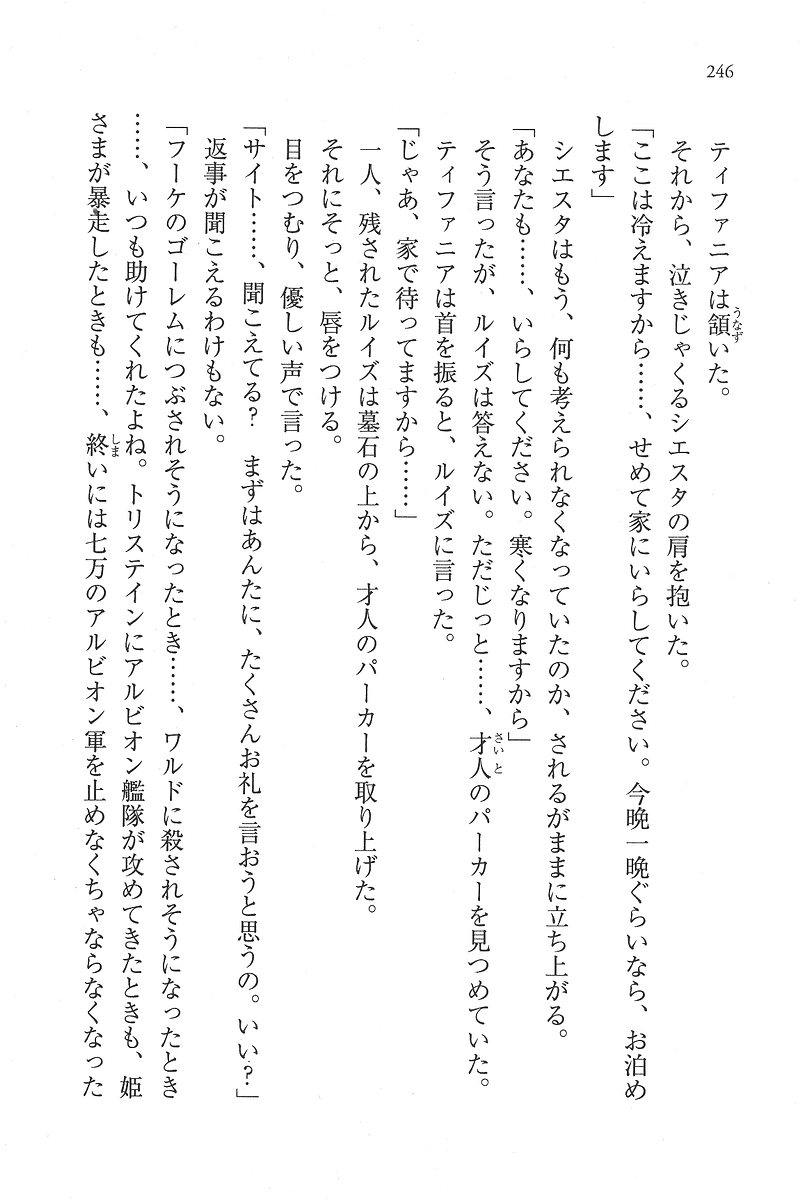 246
ティファニアは頷いた。
うなず
それから、泣きじゃくるシエスタの肩を抱いた。
「ここは冷えますから……、せめて家にいらしてください。今晩一晩ぐらいなら、お泊め
します」
シエスタはもう、何も考えられなくなっていたのか、されるがままに立ち上がる。
「あなたも……、いらしてください。寒くなりますから」
そう言ったが、ルイズは答えない。ただじっと……、才人のパーカーを見つめていた。
さいと
ティファニアは首を振ると、ルイズに言った。
「じゃあ、家で待ってますから……」
一人、残されたルイズは墓石の上から、才人のパーカーを取り上げた。
それにそっと、唇をつける。
目をつむり、優しい声で言った。
「サイト……、聞こえてる？　まずはあんたに、たくさんお礼を言おうと思うの。いい？」
返事が聞こえるわけもない。
「フーケのゴーレムにつぶされそうになったとき……、ワルドに殺されそうになったとき
……、いつも助けてくれたよね。トリステインにアルビオン艦隊が攻めてきたときも、姫
さまが暴走したときも……、終いには七万のアルビオン軍を止めなくちゃならなくなった
しま